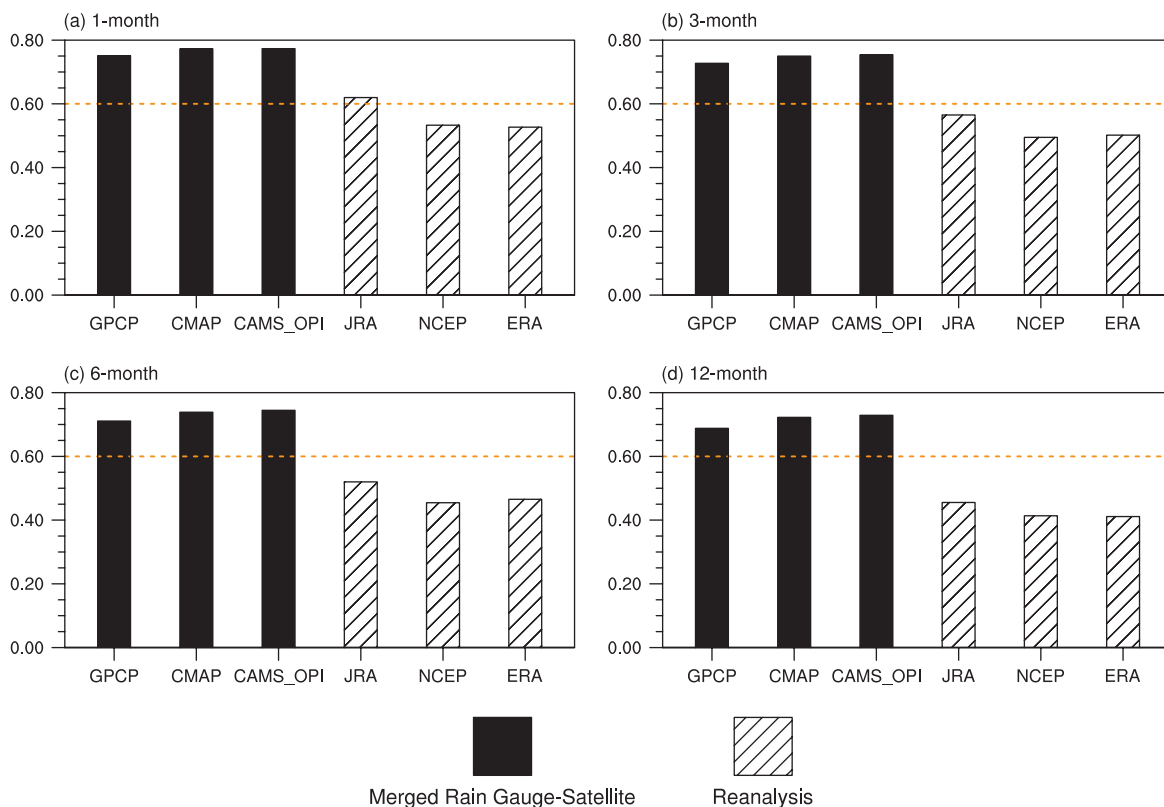 (a) 1-month
0.80
0.60
0.40
0.20
0.00
GPCP CMAP CAMS_OPI JRA NCEP ERA
(b) 3-month
0.80
0.60
0.40
0.20
0.00
GPCP CMAP CAMS_OPI JRA NCEP ERA
(c) 6-month
0.80
0.60
0.40
0.20
0.00
GPCP CMAP CAMS_OPI JRA NCEP ERA
(d) 12-month
0.80
0.60
0.40
0.20
0.00
GPCP CMAP CAMS_OPI JRA NCEP ERA
Merged Rain Gauge-Satellite
Reanalysis